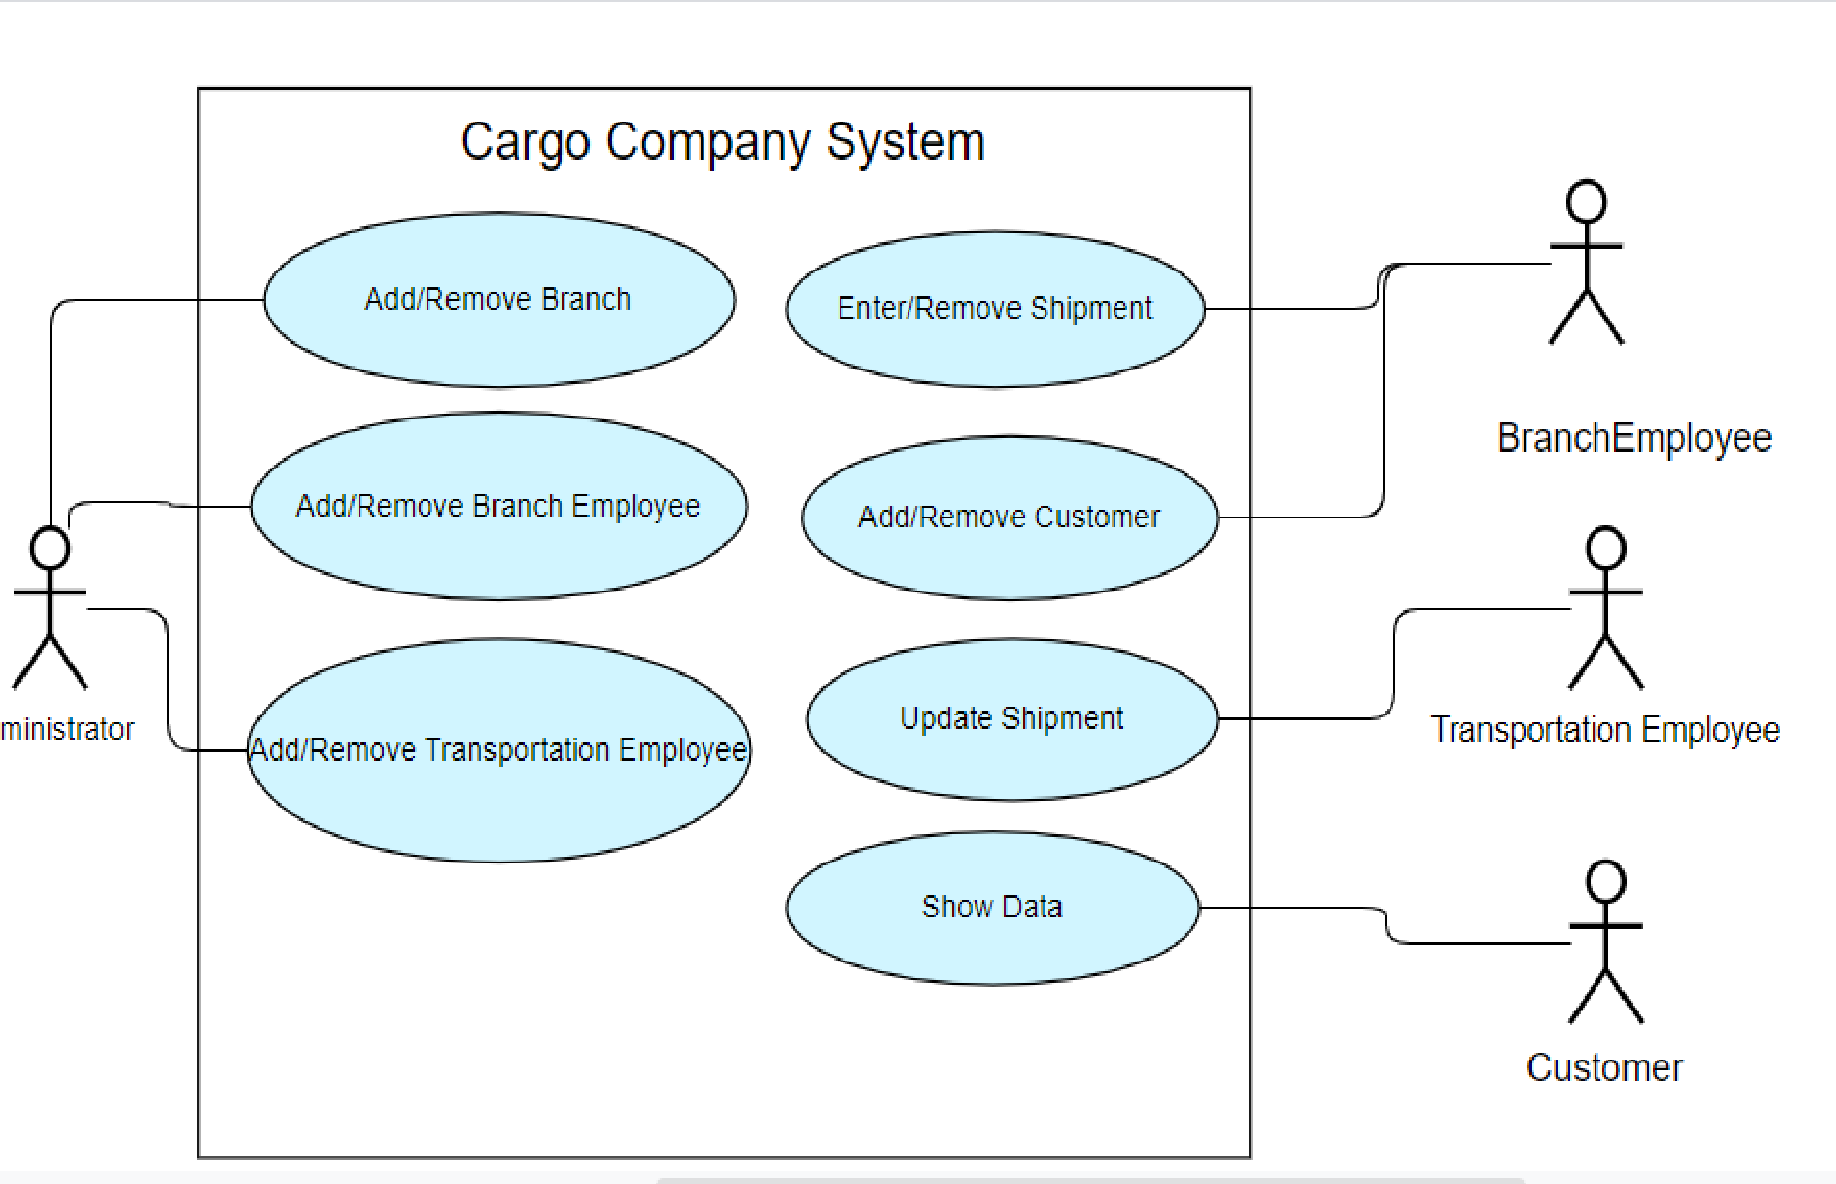 Cargo Company System
Add/Remove Branch
Enter/Remove Shipment
BranchEmployee
Add/Remove Branch Employee
Add/Remove Customer
ministrator
Add/Remove Transportation Employee
Update Shipment
Transportation Employee
Show Data
Customer